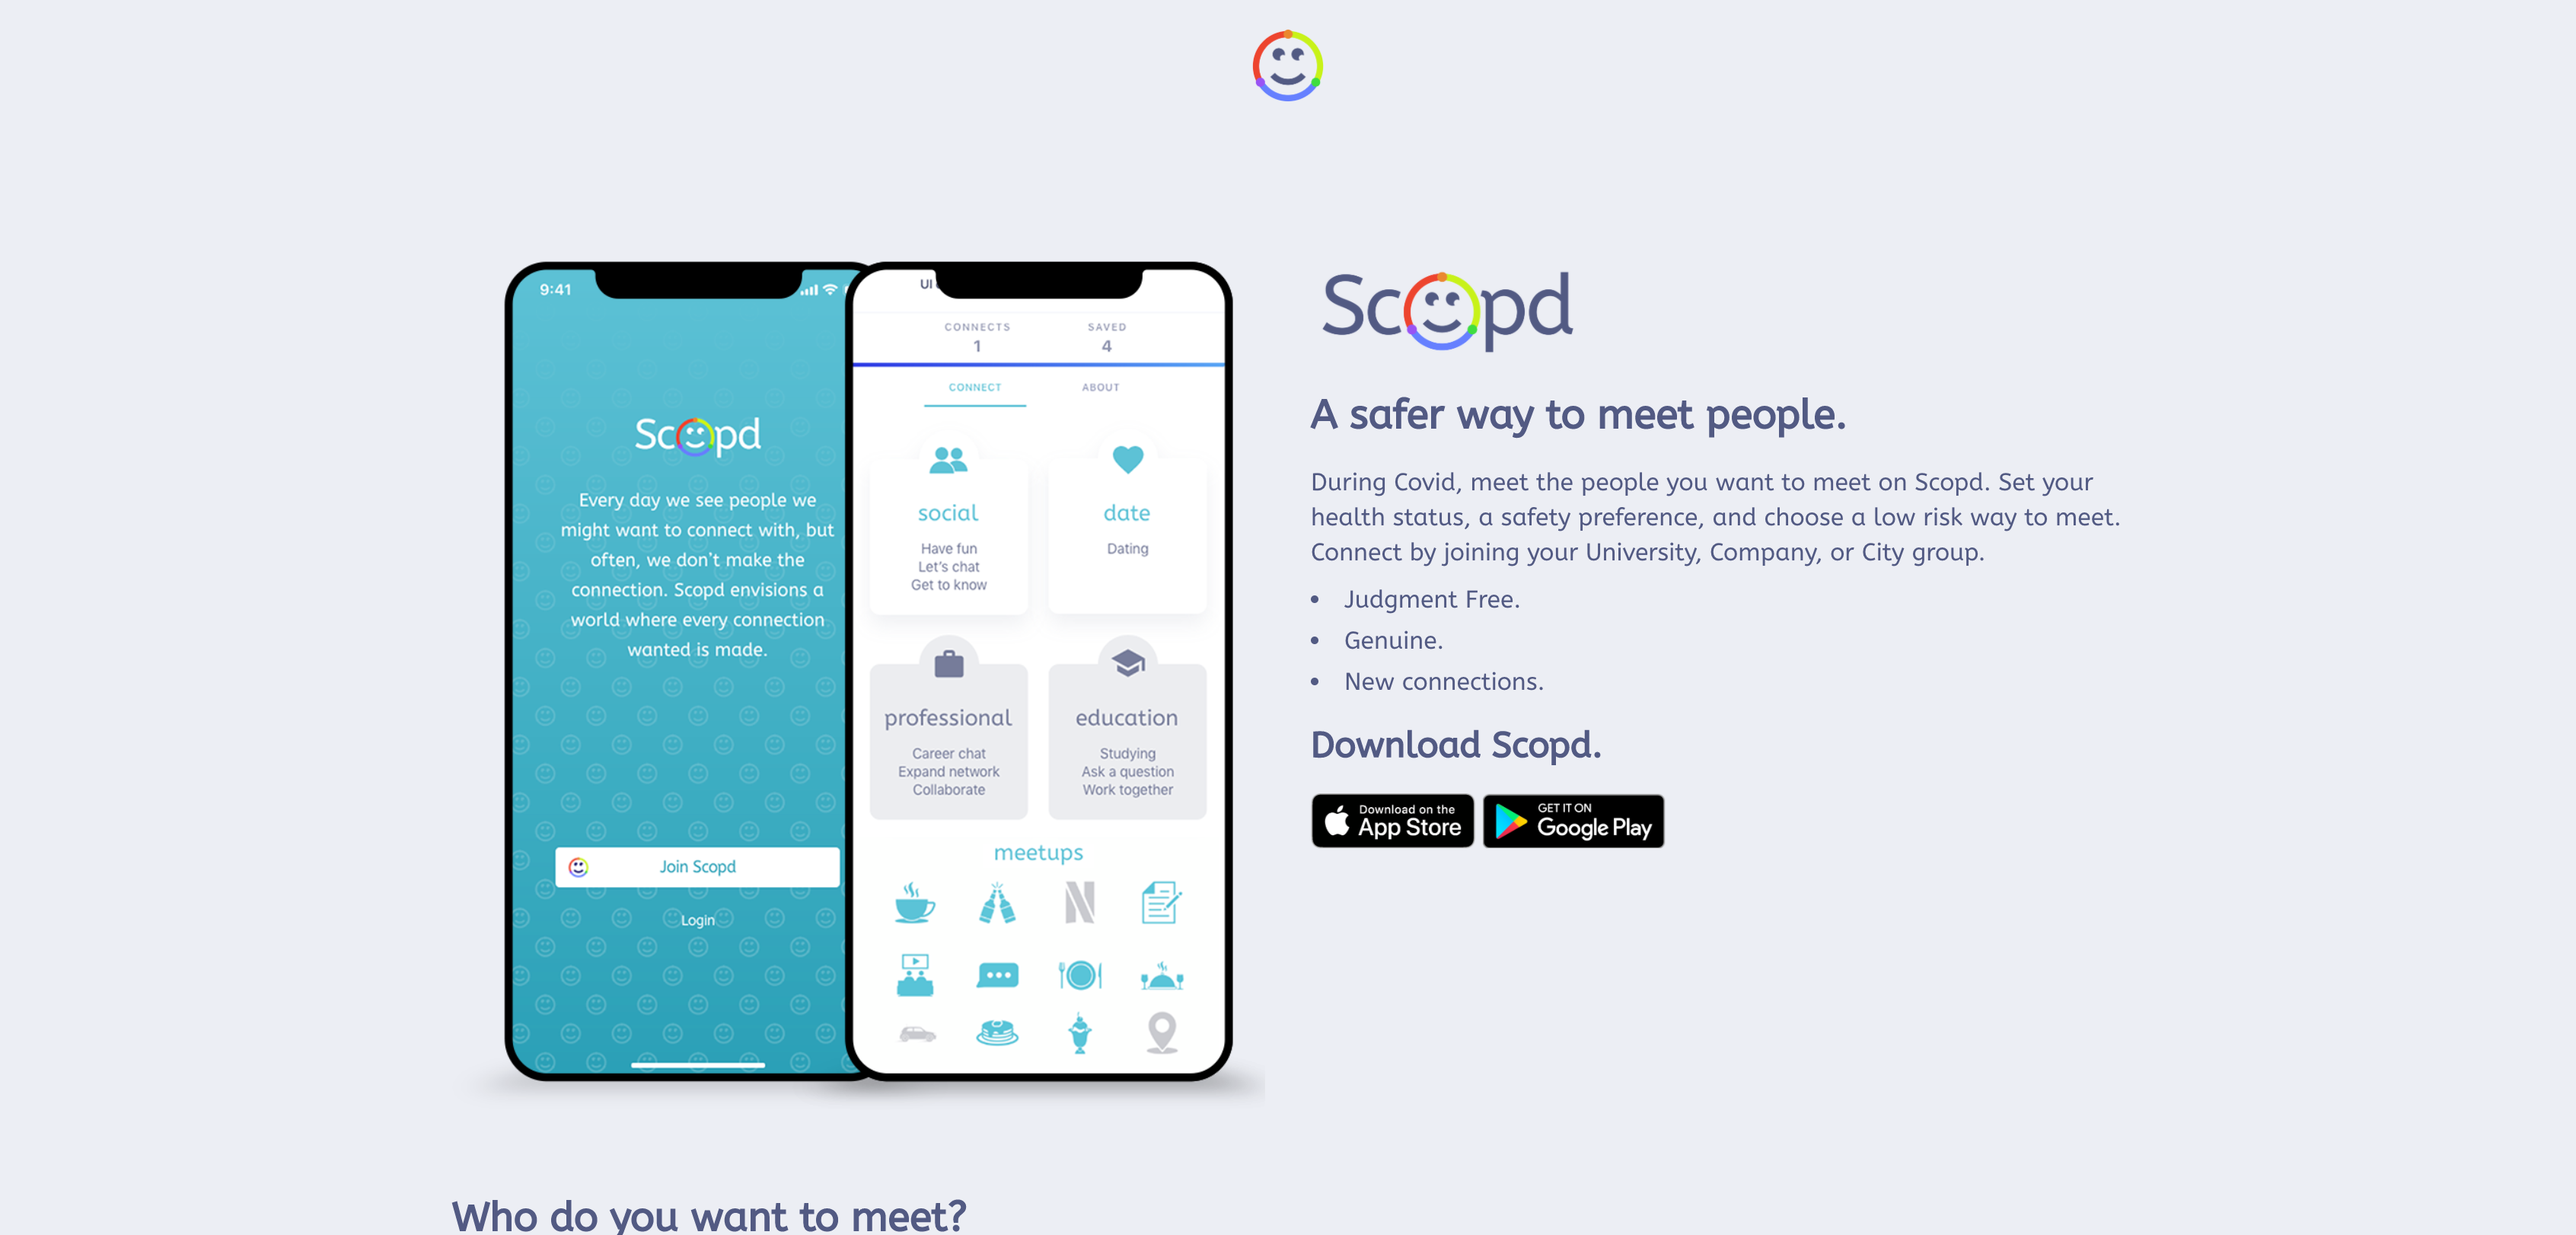 9:41
Scopd
Every day we see people we
might want to connect with, but
often, we don't make the
connection. Scopd envisions a
world where every connection
wanted is made.
Join Scopd
Login
UI
CONNECTS
SAVED
1
4
CONNECT
ABOUT
social
Have fun
Let's chat
Get to know
date
Dating
professional
Career chat
Expand network
Collaborate
education
Studying
Ask a question
Work together
meetups
Scopd
A safer way to meet people.
During Covid, meet the people you want to meet on Scopd. Set your
health status, a safety preference, and choose a low risk way to meet.
Connect by joining your University, Company, or City group.
• Judgment Free.
• Genuine.
• New connections.
Download Scopd.
Download on the
App Store
GET IT ON
Google Play
Who do you want to meet?